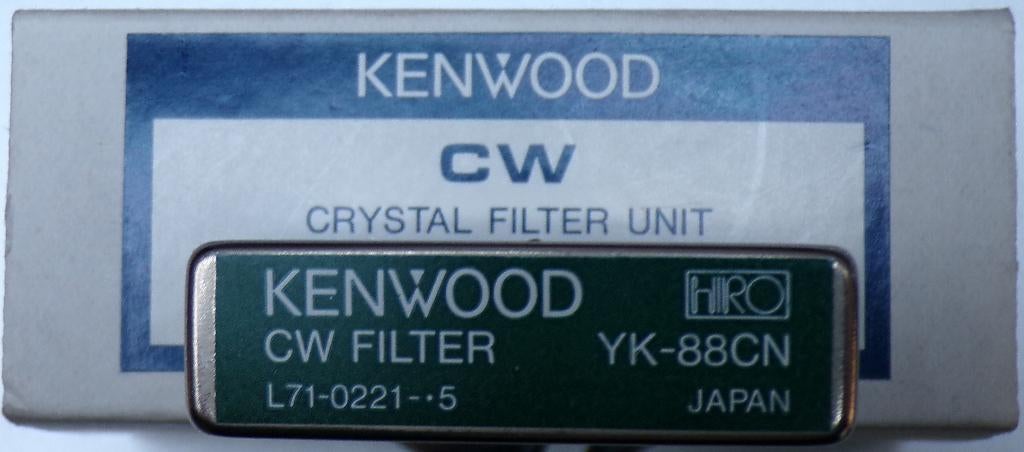 KENWOOD
CW
CRYSTAL FILTER UNIT
KENWOOD HIRO
CW FILTER YK-88CN
L71-0221-·5 JAPAN